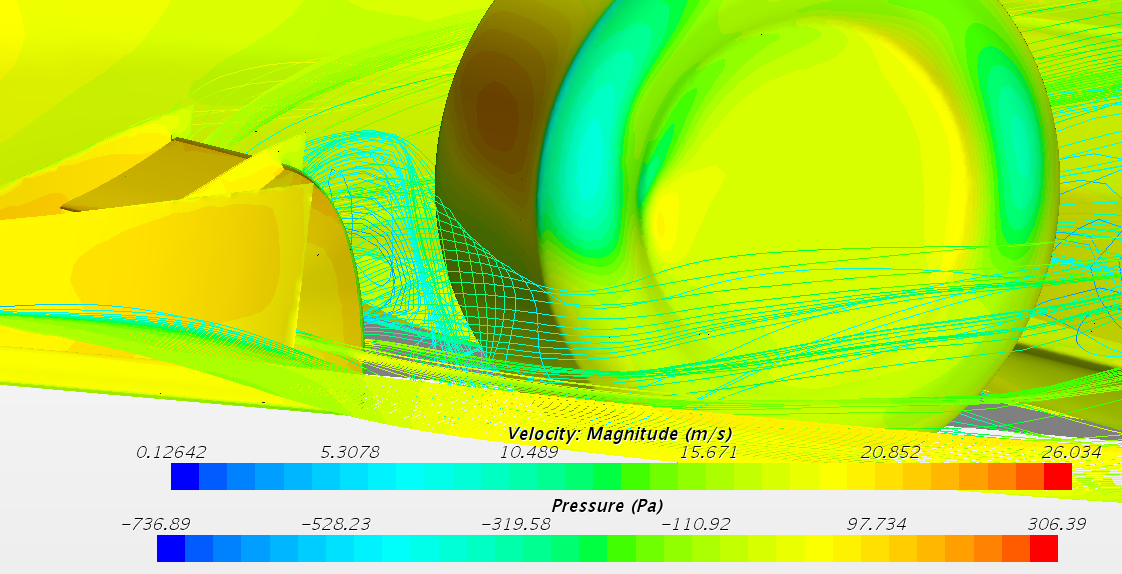 Velocity: Magnitude (m/s)
0.12642 5.3078 10.489 15.671 20.852 26.034
Pressure (Pa)
-736.89 -528.23 -319.58 -110.92 97.734 306.39